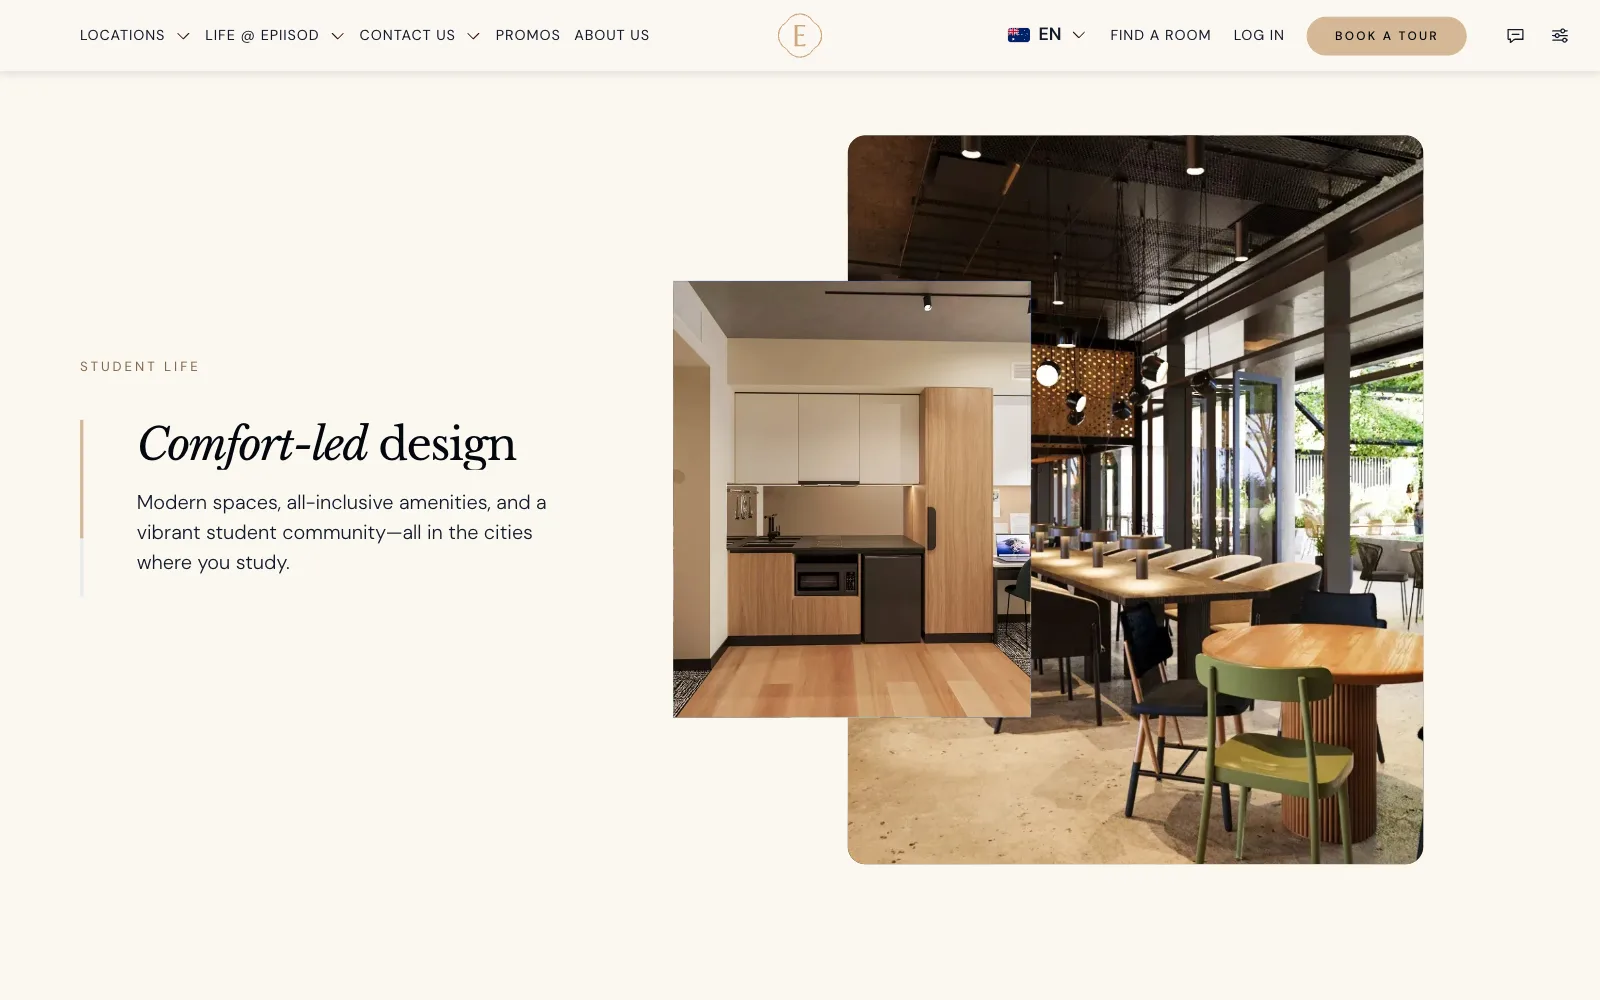 LOCATIONS
LIFE @ EPIISOD
CONTACT US
PROMOS
ABOUT US
E
EN
FIND A ROOM
LOG IN
BOOK A TOUR
STUDENT LIFE
Comfort-led design
Modern spaces, all-inclusive amenities, and a
vibrant student community—all in the cities
where you study.